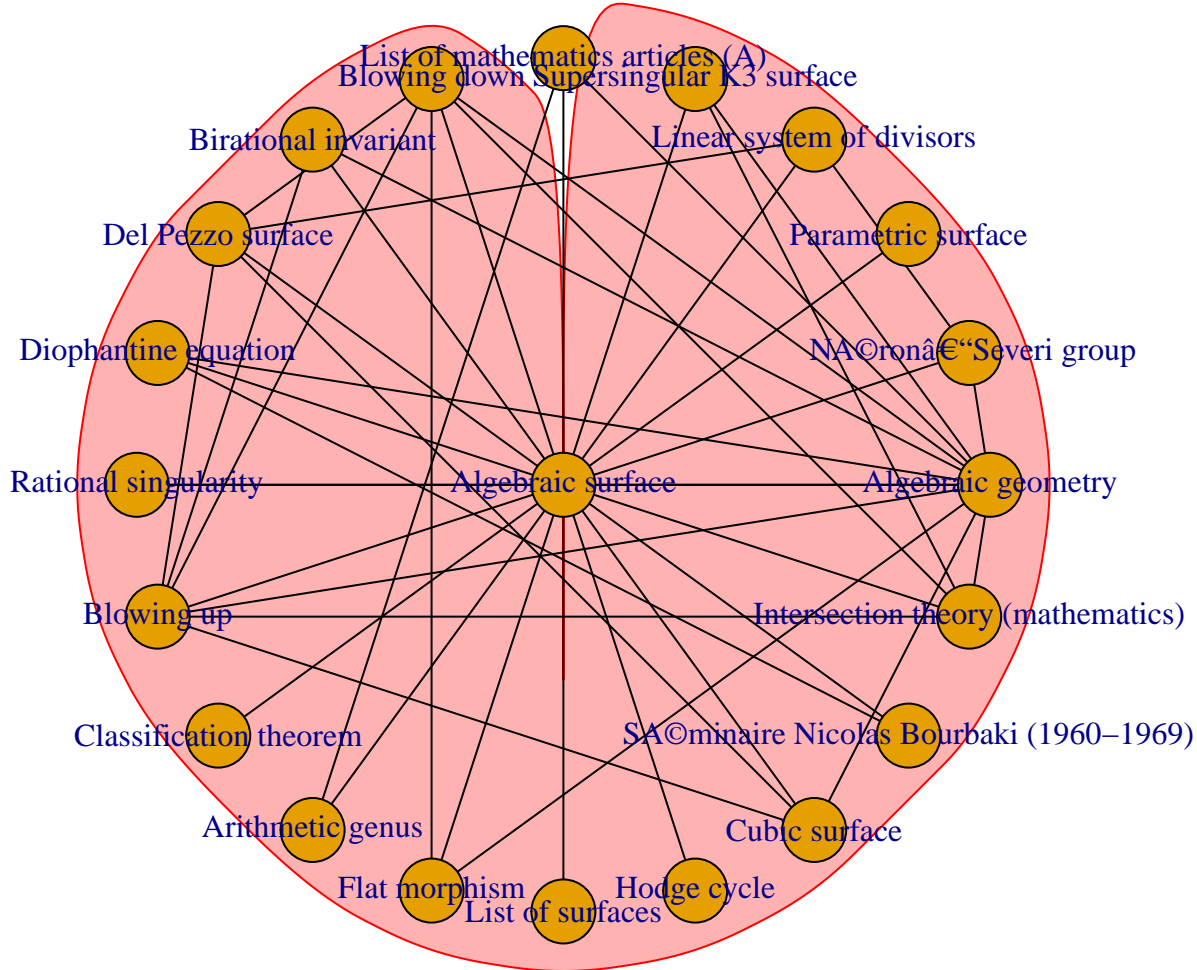 List of mathematics articles (A)
Blowing down
Supersingular K3 surface
Birational invariant
Linear system of divisors
Del Pezzo surface
Parametric surface
Diophantine equation
NÃ©ronâ€“Severi group
Rational singularity
Algebraic surface
Algebraic geometry
Blowing up
Intersection theory (mathematics)
Classification theorem
SÃ©minaire Nicolas Bourbaki (1960–1969)
Arithmetic genus
Cubic surface
Flat morphism
Hodge cycle
List of surfaces